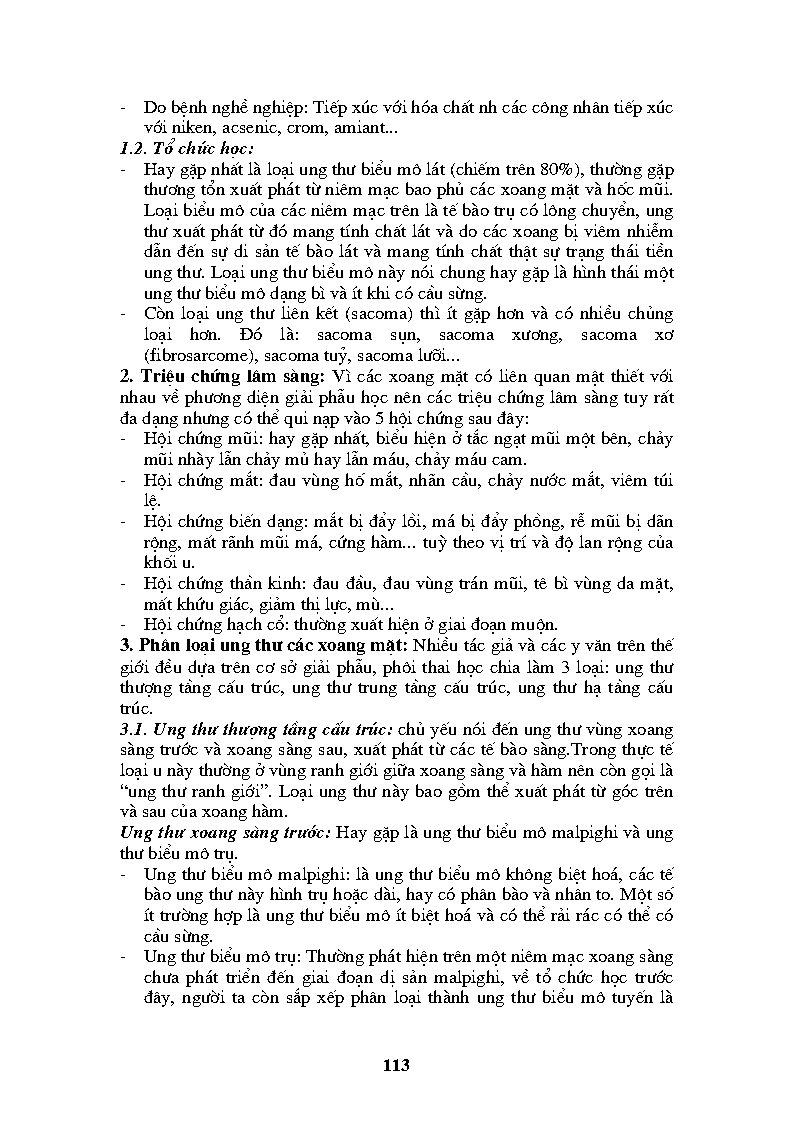 - Do bệnh nghề nghiệp: Tiếp xúc với hóa chất nh các công nhân tiếp xúc
với niken, acsenic, crom, amiant...
1.2. Tổ chức học:
- Hay gặp nhất là loại ung thư biểu mô lát (chiếm trên 80%), thường gặp
thương tổn xuất phát từ niêm mạc bao phủ các xoang mặt và hốc mũi.
Loại biểu mô của các niêm mạc trên là tế bào trụ có lông chuyển, ung
thư xuất phát từ đó mang tính chất lát và do các xoang bị viêm nhiễm
dẫn đến sự di sản tế bào lát và mang tính chất thật sự trạng thái tiền
ung thư. Loại ung thư biểu mô này nói chung hay gặp là hình thái một
ung thư biểu mô dạng bì và ít khi có cầu sừng.
- Còn loại ung thư liên kết (sacoma) thì ít gặp hơn và có nhiều chủng
loại hơn. Đó là: sacoma sụn, sacoma xương, sacoma xơ
(fibrosarcome), sacoma tuỷ, sacoma lưỡi...
2. Triệu chứng lâm sàng: Vì các xoang mặt có liên quan mật thiết với
nhau về phương diện giải phẫu học nên các triệu chứng lâm sàng tuy rất
đa dạng nhưng có thể qui nạp vào 5 hội chứng sau đây:
- Hội chứng mũi: hay gặp nhất, biểu hiện ở tắc ngạt mũi một bên, chảy
mũi nhày lẫn chảy mủ hay lẫn máu, chảy máu cam.
- Hội chứng mắt: đau vùng hố mắt, nhãn cầu, chảy nước mắt, viêm túi
lệ.
- Hội chứng biến dạng: mắt bị đẩy lồi, má bị đẩy phồng, rễ mũi bị dãn
rộng, mất rãnh mũi má, cứng hàm... tuỳ theo vị trí và độ lan rộng của
khối u.
- Hội chứng thần kinh: đau đầu, đau vùng trán mũi, tê bì vùng da mặt,
mất khứu giác, giảm thị lực, mù...
- Hội chứng hạch cổ: thường xuất hiện ở giai đoạn muộn.
3. Phân loại ung thư các xoang mặt: Nhiều tác giả và các y văn trên thế
giới đều dựa trên cơ sở giải phẫu, phôi thai học chia làm 3 loại: ung thư
thượng tầng cấu trúc, ung thư trung tầng cấu trúc, ung thư hạ tầng cấu
trúc.
3.1. Ung thư thượng tầng cấu trúc: chủ yếu nói đến ung thư vùng xoang
sàng trước và xoang sàng sau, xuất phát từ các tế bào sàng.Trong thực tế
loại u này thường ở vùng ranh giới giữa xoang sàng và hàm nên còn gọi là
“ung thư ranh giới”. Loại ung thư này bao gồm thể xuất phát từ góc trên
và sau của xoang hàm.
Ung thư xoang sàng trước: Hay gặp là ung thư biểu mô malpighi và ung
thư biểu mô trụ.
- Ung thư biểu mô malpighi: là ung thư biểu mô không biệt hoá, các tế
bào ung thư này hình trụ hoặc dài, hay có phân bào và nhân to. Một số
ít trường hợp là ung thư biểu mô ít biệt hoá và có thể rải rác có thể có
cầu sừng.
- Ung thư biểu mô trụ: Thường phát hiện trên một niêm mạc xoang sàng
chưa phát triển đến giai đoạn dị sản malpighi, về tổ chức học trước
đây, người ta còn sắp xếp phân loại thành ung thư biểu mô tuyến là
113